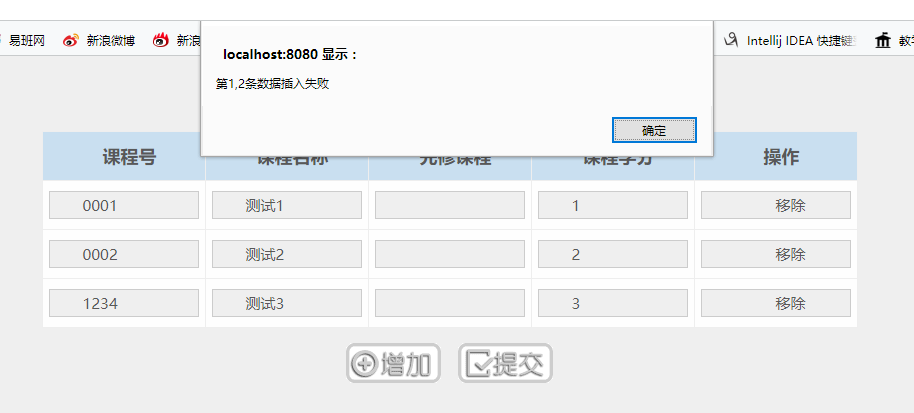 易班网 新浪微博 新浪 Intellij IDEA 快捷键 教学
localhost:8080 显示：
第1,2条数据插入失败
确定
课程号 课程名称 先修课程 课程学分 操作
0001 测试1 1 移除
0002 测试2 2 移除
1234 测试3 3 移除
增加 提交